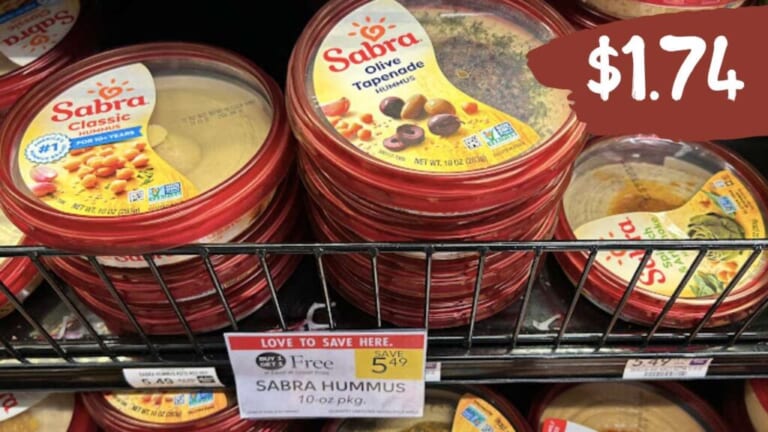 $1.74
Sabra
Classic
HUMMUS
#1
FOR 10+ YEARS
NET WT. 10 OZ
Sabra
Olive
Tapenade
HUMMUS
NET WT. 10 OZ (283g)
Sabra
LOVE TO SAVE HERE.
BUY 1
GET 1
Free
SAVE
5.49
SABRA HUMMUS
10-oz pkg.
5.49
5.49